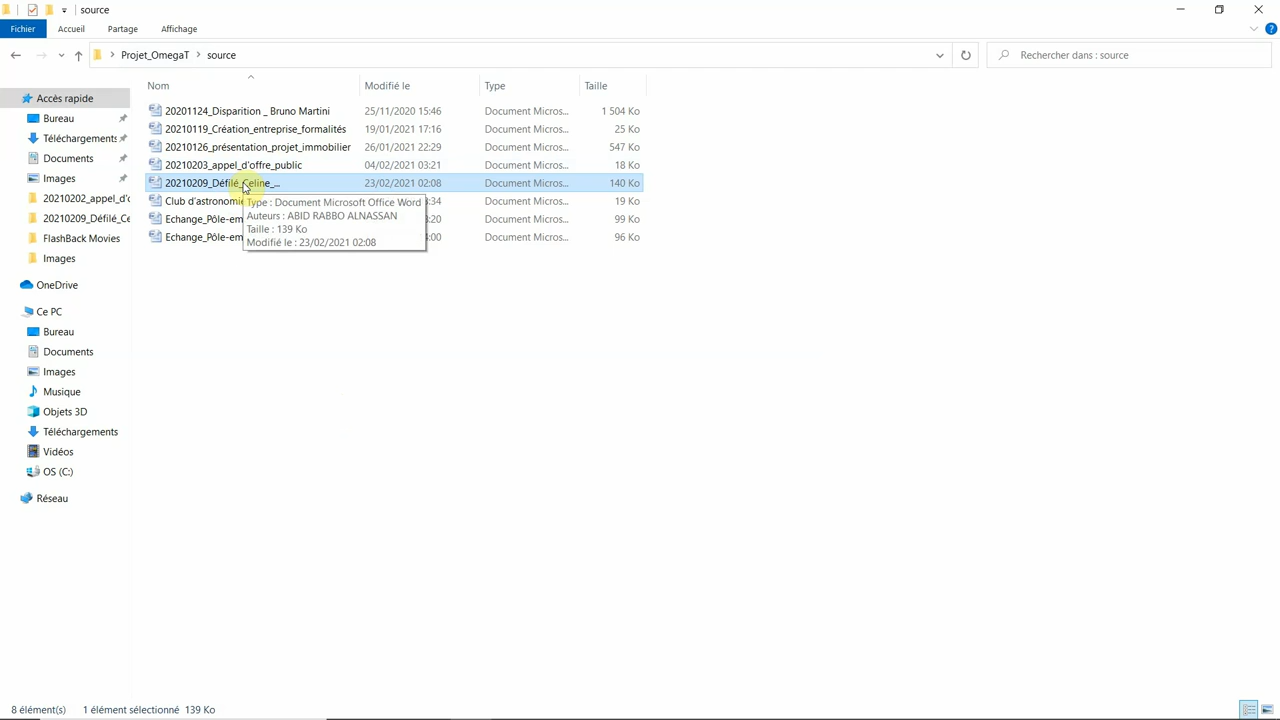 source
Fichier Accueil Partage Affichage
Projet_OmegaT > source
Rechercher dans : source
Nom Modifié le Type Taille
20201124_Disparition _ Bruno Martini 25/11/2020 15:46 Document Micros... 1 504 Ko
20210119_Création_entreprise_formalités 19/01/2021 17:16 Document Micros... 25 Ko
20210126_présentation_projet_immobilier 26/01/2021 22:29 Document Micros... 547 Ko
20210203_appel_d'offre_public 04/02/2021 03:21 Document Micros... 18 Ko
20210209_Défilé_Celine_... 23/02/2021 02:08 Document Micros... 140 Ko
Club d'astronomie :34 Document Micros... 19 Ko
Echange_Pôle-em :20 Document Micros... 99 Ko
Echange_Pôle-em :00 Document Micros... 96 Ko
Type : Document Microsoft Office Word
Auteurs : ABID RABBO ALNASSAN
Taille : 139 Ko
Modifié le : 23/02/2021 02:08
Accès rapide
Bureau
Téléchargements
Documents
Images
20210202_appel_d'o
20210209_Défilé_Ce
FlashBack Movies
Images
OneDrive
Ce PC
Bureau
Documents
Images
Musique
Objets 3D
Téléchargements
Vidéos
OS (C:)
Réseau
8 élément(s) 1 élément sélectionné 139 Ko